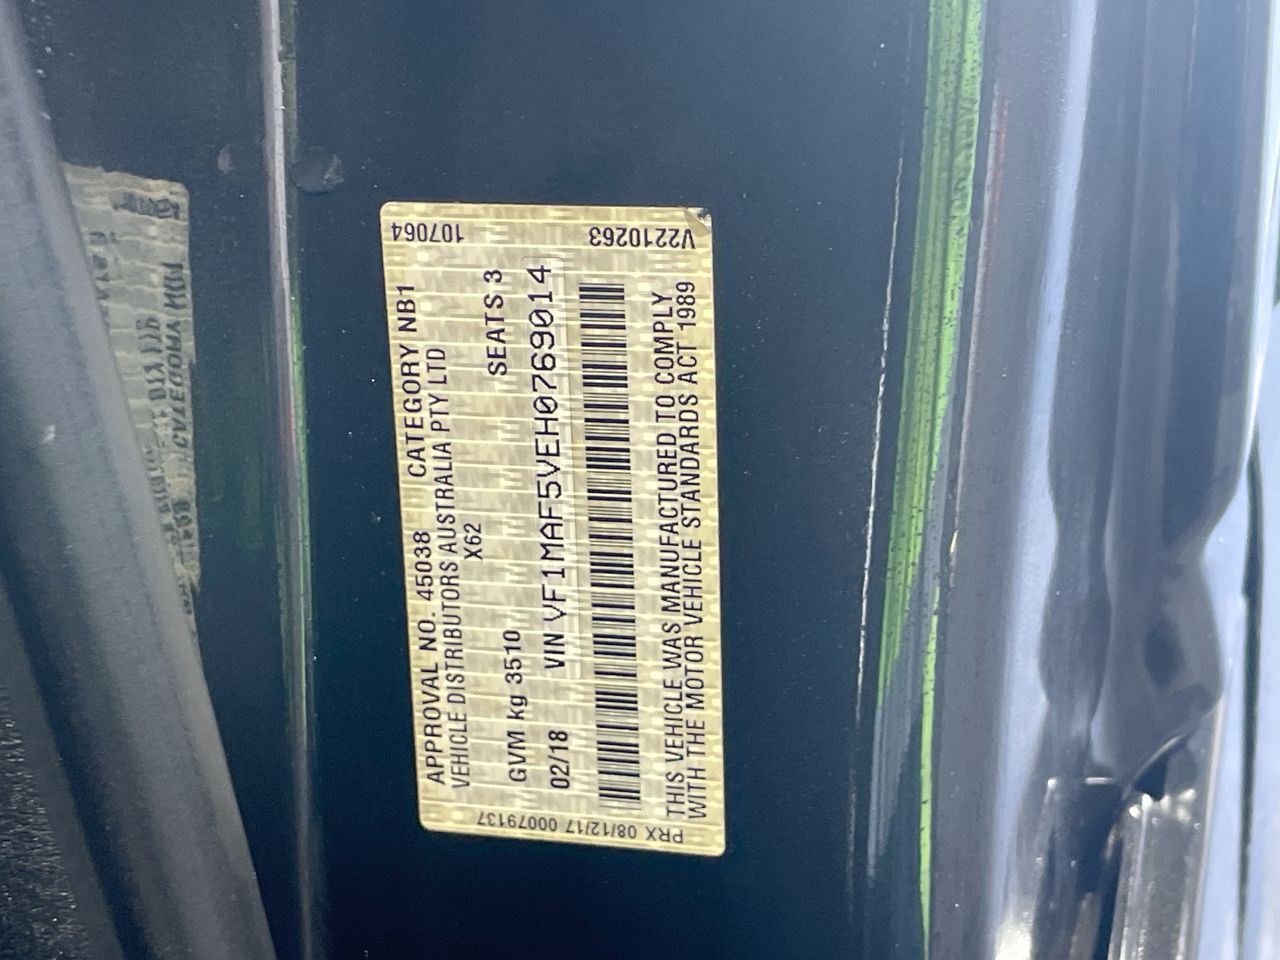 APPROVAL NO. 45038 CATEGORY NB1
VEHICLE DISTRIBUTORS AUSTRALIA PTY LTD
X62
GVM kg 3510 SEATS 3
02/18 VIN VF1MAF5VEH0769014
THIS VEHICLE WAS MANUFACTURED TO COMPLY
WITH THE MOTOR VEHICLE STANDARDS ACT 1989
PRX 08/12/17 00079137
107064
V2210263